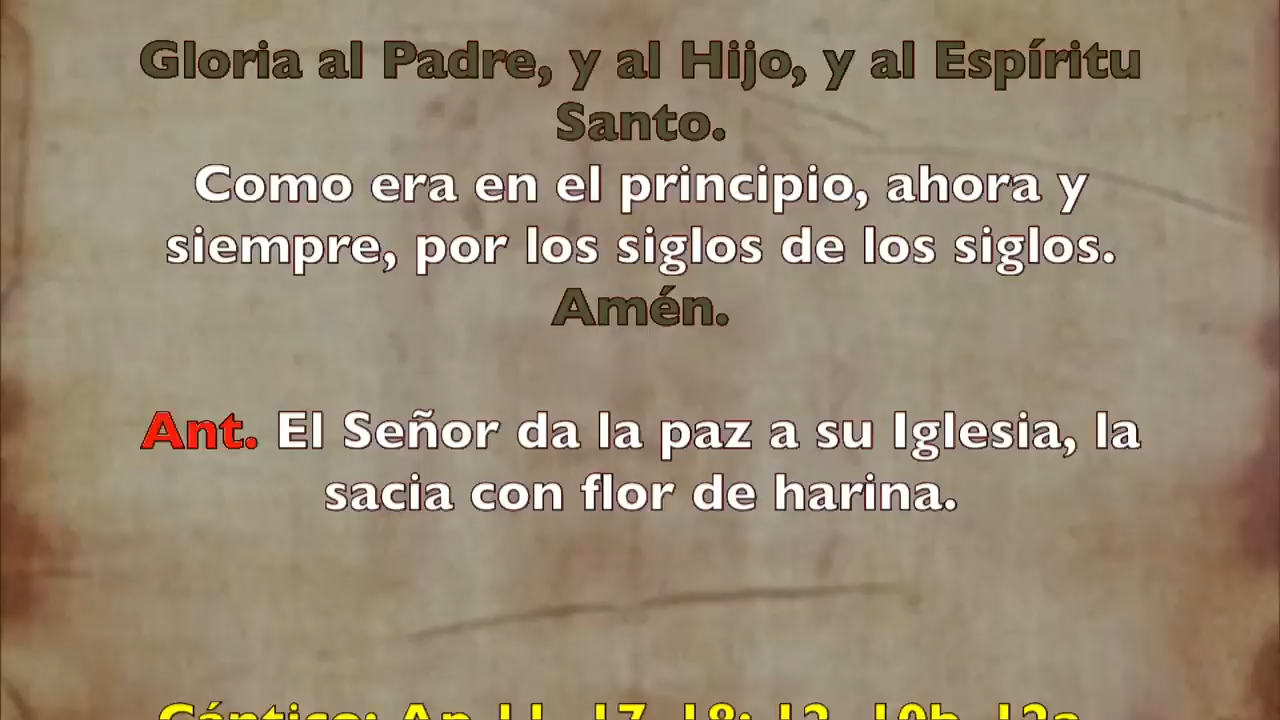 Gloria al Padre, y al Hijo, y al Espíritu
Santo.
Como era en el principio, ahora y
siempre, por los siglos de los siglos.
Amén.
Ant. El Señor da la paz a su Iglesia, la
sacia con flor de harina.
Cántico: Ap 11, 17-18; 12, 10b-12a